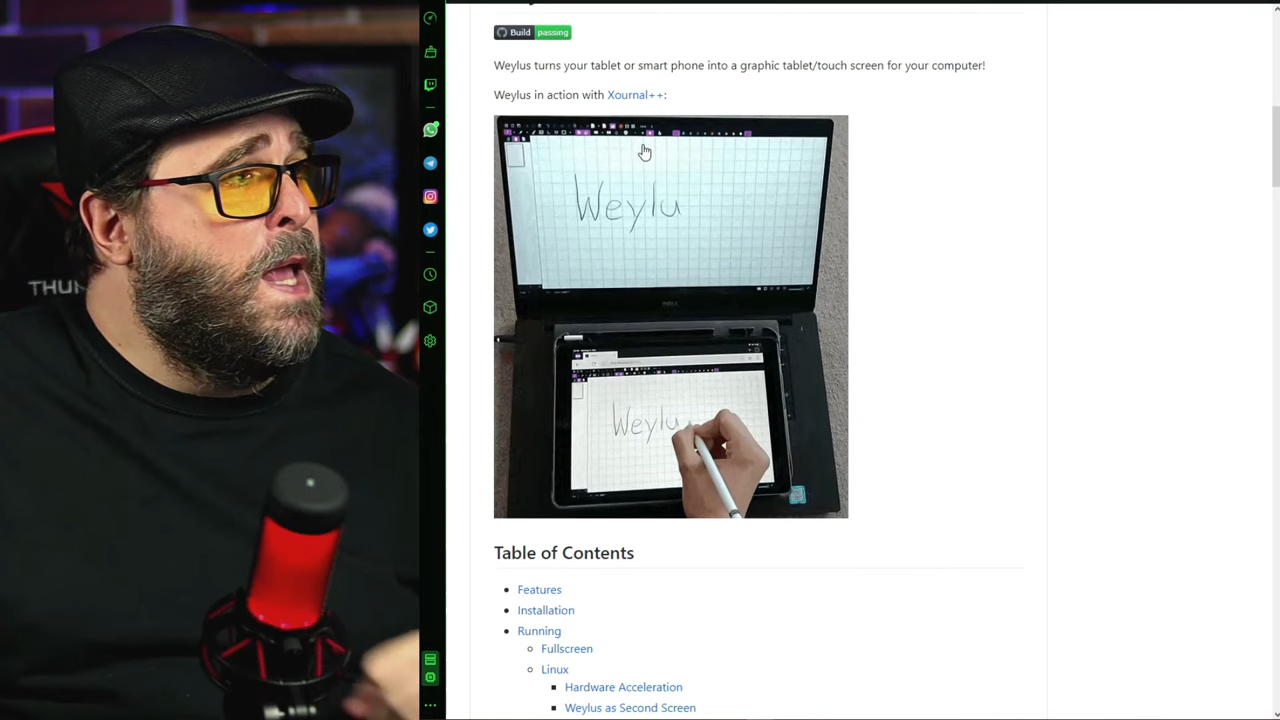 Build passing
Weylus turns your tablet or smart phone into a graphic tablet/touch screen for your computer!
Weylus in action with Xournal++:
Weylu
DELL
Weylu
THU
Table of Contents
Features
Installation
Running
Fullscreen
Linux
Hardware Acceleration
Weylus as Second Screen